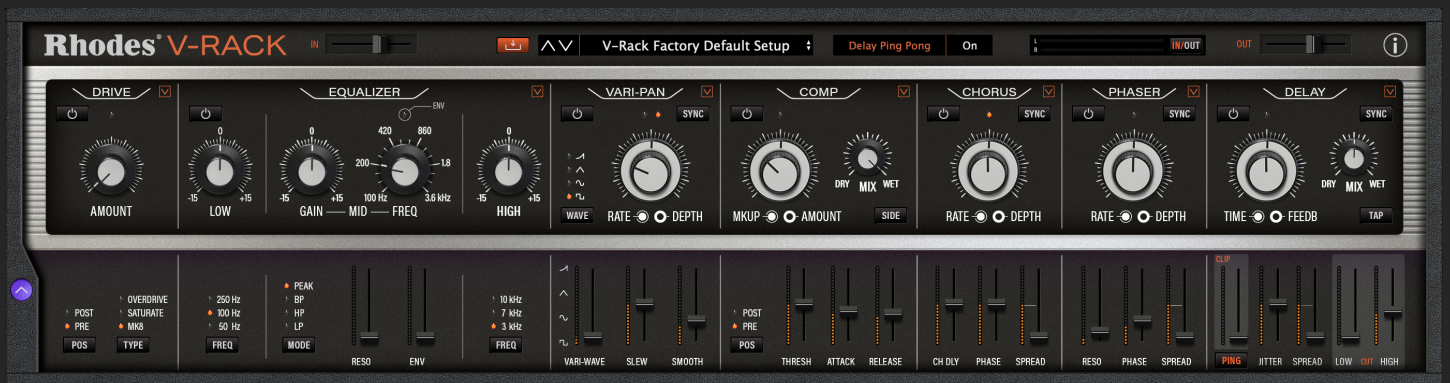 Rhodes® V-RACK
IN
V-Rack Factory Default Setup
Delay Ping Pong
On
L
R
IN/OUT
OUT
i
DRIVE
EQUALIZER
VARI-PAN
COMP
CHORUS
PHASER
DELAY
ENV
SYNC
SYNC
SYNC
SYNC
0
0
420
860
0
200
1.8
-15
+15
-15
+15
100 Hz
3.6 kHz
-15
+15
DRY
MIX
WET
DRY
MIX
WET
AMOUNT
LOW
GAIN
MID
FREQ
HIGH
WAVE
RATE
DEPTH
MKUP
AMOUNT
SIDE
RATE
DEPTH
RATE
DEPTH
TIME
FEEDB
TAP
POST
PRE
POS
OVERDRIVE
SATURATE
MK8
TYPE
250 Hz
100 Hz
50 Hz
FREQ
PEAK
BP
HP
LP
MODE
RESO
ENV
10 kHz
7 kHz
3 kHz
FREQ
VARI-WAVE
SLEW
SMOOTH
POST
PRE
POS
THRESH
ATTACK
RELEASE
CH DLY
PHASE
SPREAD
RESO
PHASE
SPREAD
CLIP
PING
JITTER
SPREAD
LOW
CUT
HIGH